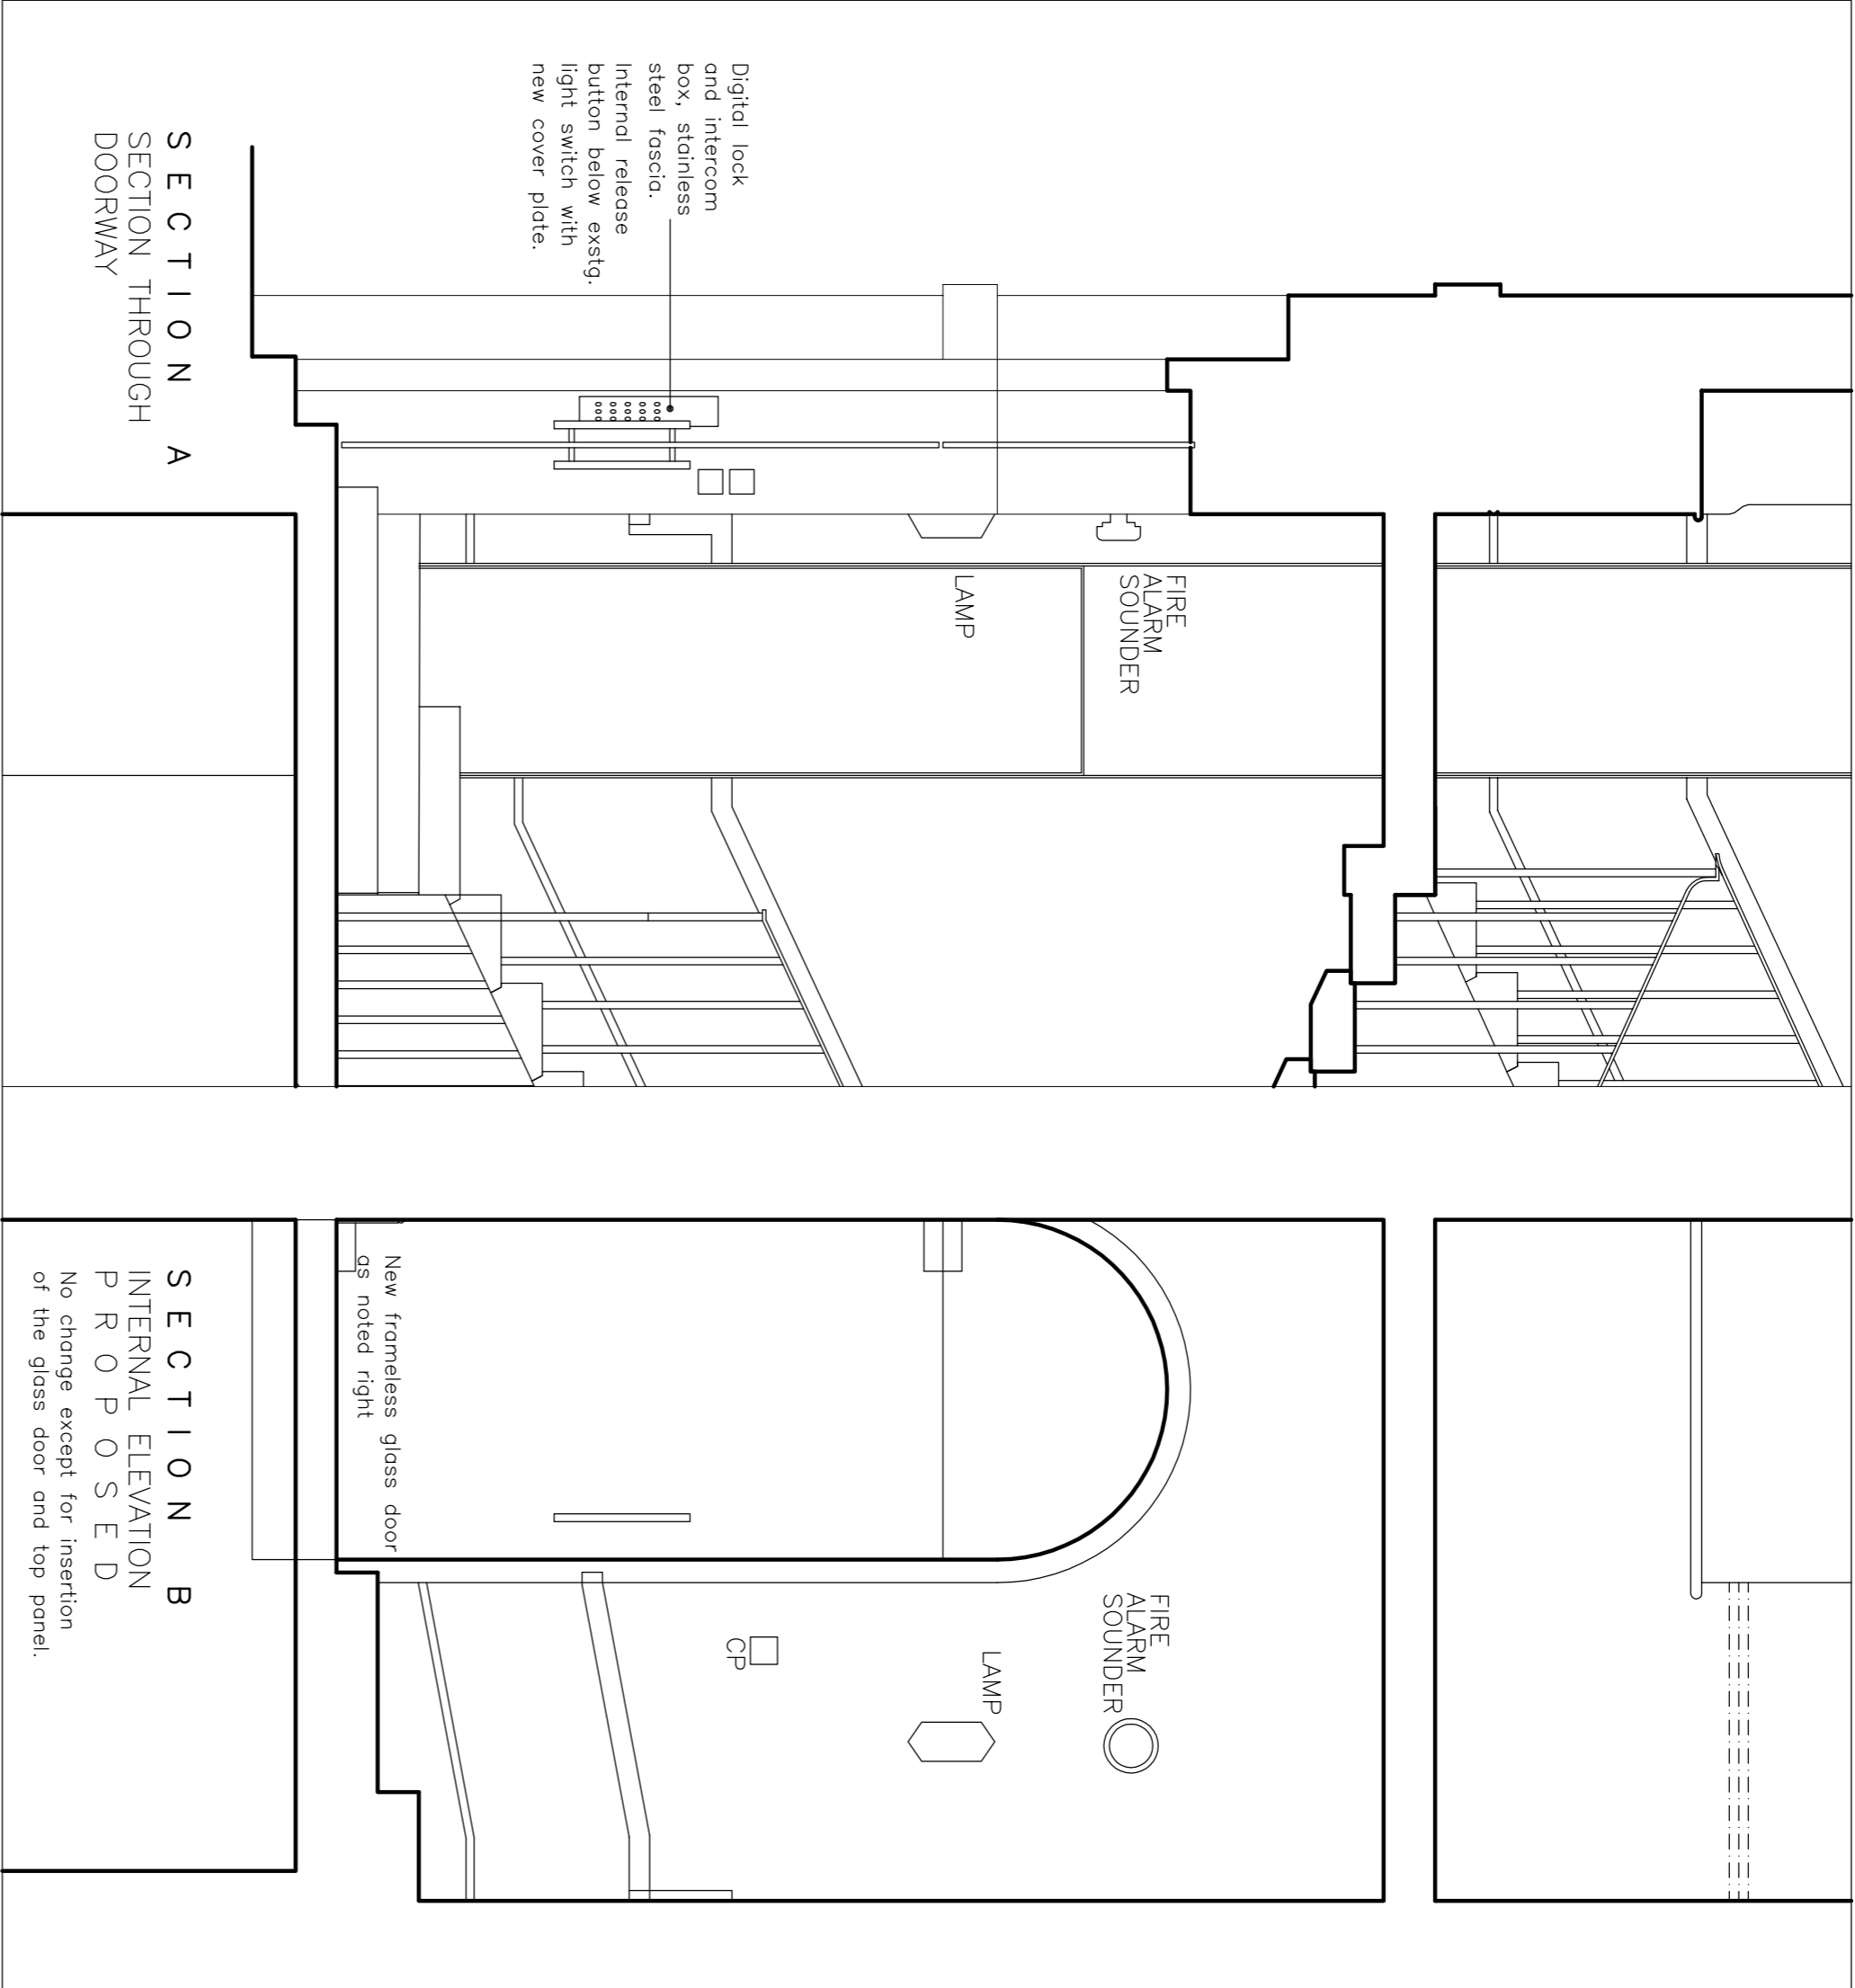 Digital lock
and intercom
box, stainless
steel fascia.
Internal release
button below exstg.
light switch with
new cover plate.
FIRE
ALARM
SOUNDER
LAMP
SECTION A
SECTION THROUGH
DOORWAY
FIRE
ALARM
SOUNDER
LAMP
CP
New frameless glass door
as noted right
SECTION B
INTERNAL ELEVATION
PROPOSED
No change except for insertion
of the glass door and top panel.